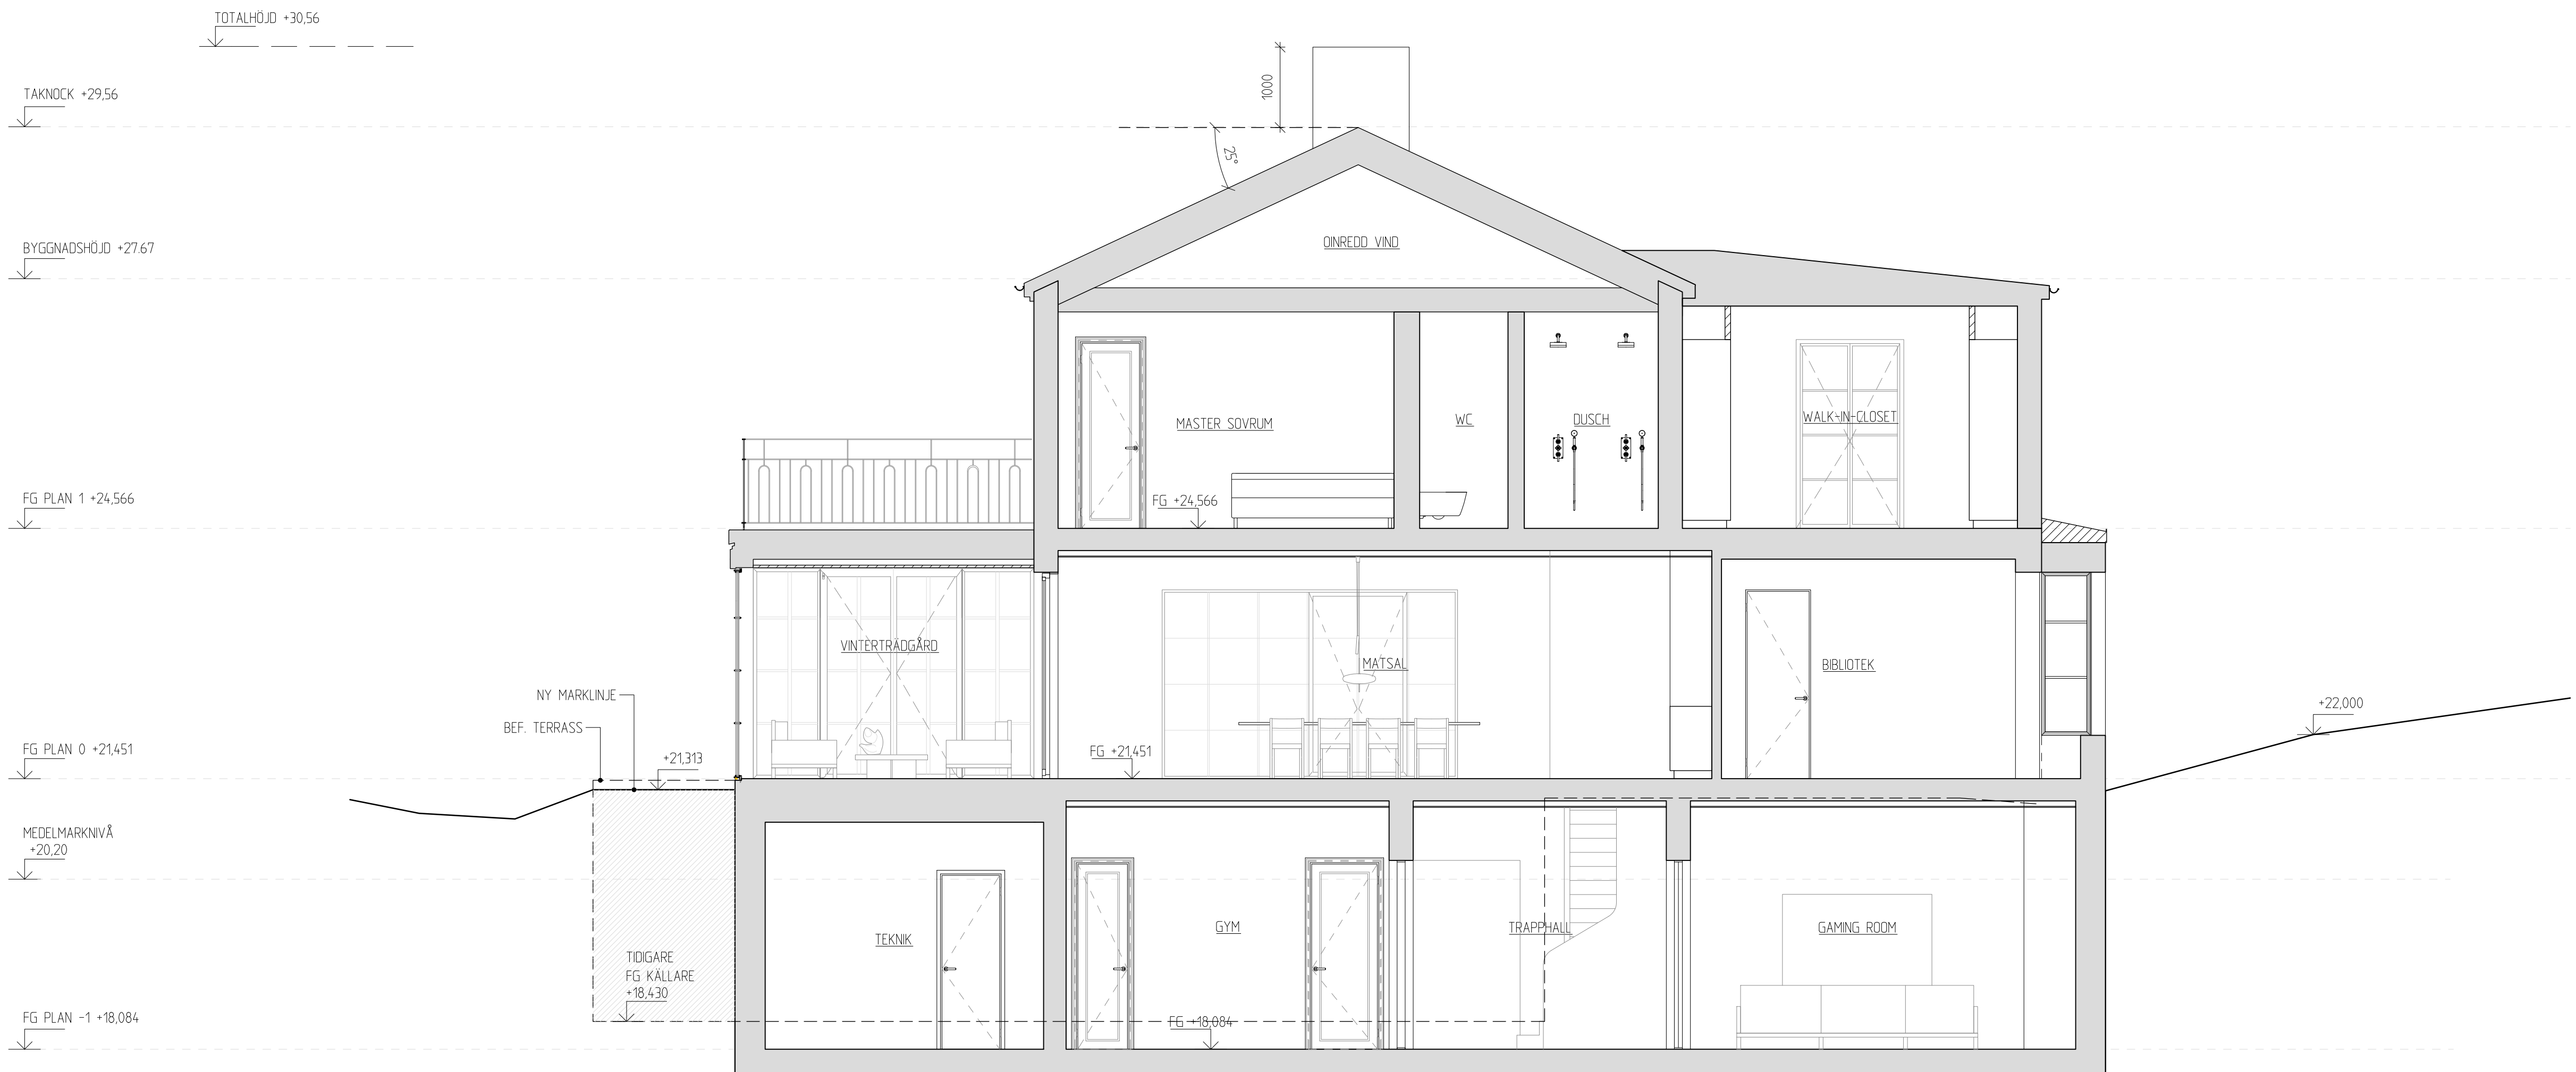 TOTALHÖJD +30,56
TAKNOCK +29,56
1000
25°
BYGGNADSHÖJD +27.67
OINREDD VIND
MASTER SOVRUM
WC
DUSCH
WALK-IN-CLOSET
FG PLAN 1 +24,566
FG +24,566
VINTERTRÄDGÅRD
MATSAL
BIBLIOTEK
NY MARKLINJE
BEF. TERRASS
+22,000
FG PLAN 0 +21,451
+21,313
FG +21,451
MEDELMARKNIVÅ
+20,20
TEKNIK
GYM
TRAPPHALL
GAMING ROOM
TIDIGARE
FG KÄLLARE
+18,430
FG PLAN -1 +18,084
FG +18,084